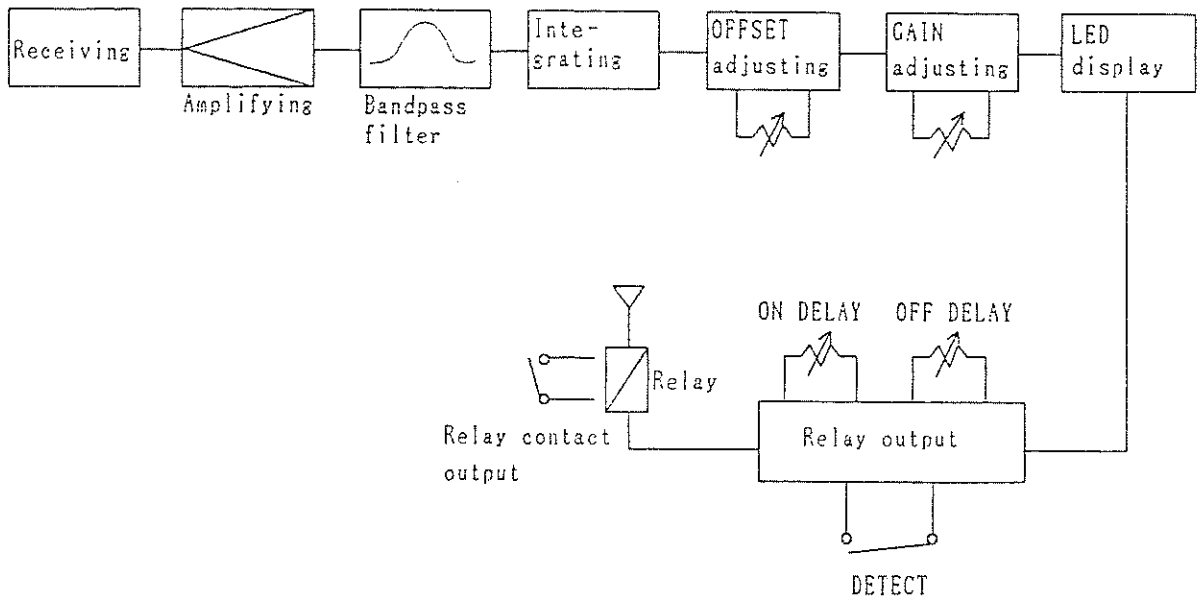 Receiving
Amplifying
Bandpass
filter
Inte-
grating
OFFSET
adjusting
GAIN
adjusting
LED
display
ON DELAY
OFF DELAY
Relay
Relay contact
output
Relay output
DETECT